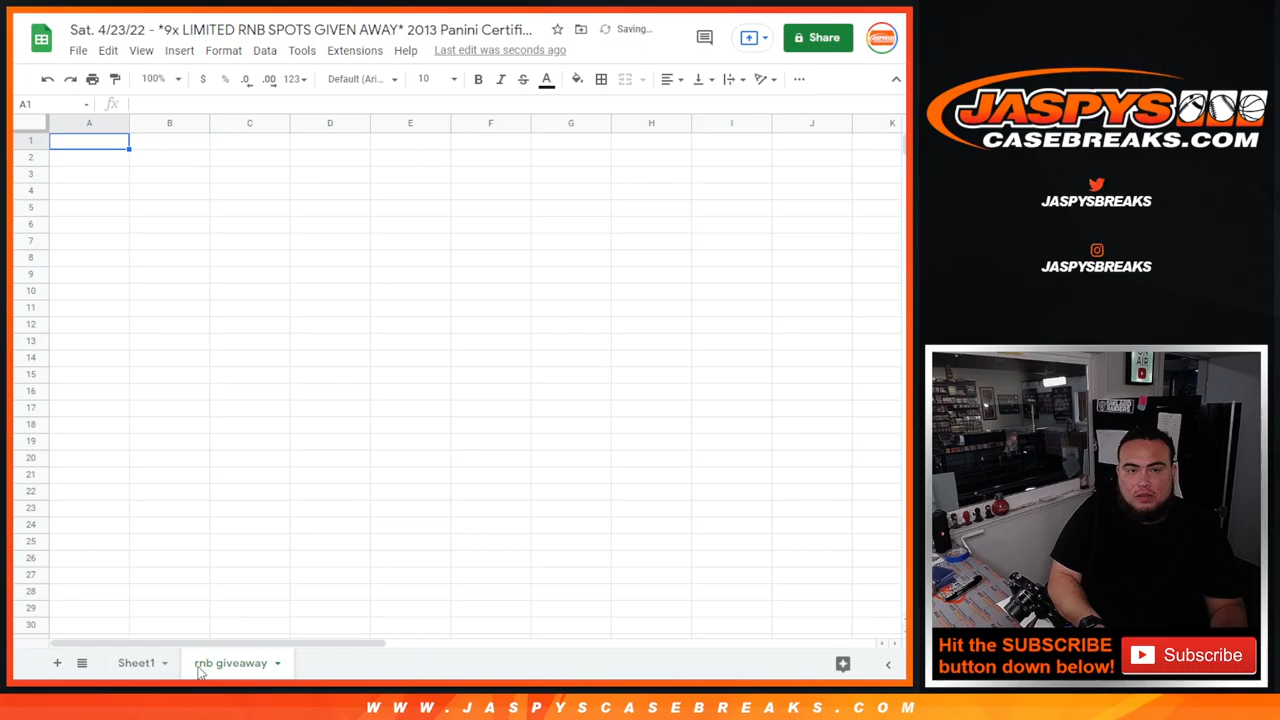 Sat. 4/23/22 - *9x LIMITED RNB SPOTS GIVEN AWAY* 2013 Panini Certifi...
Saving...
File Edit View Insert Format Data Tools Extensions Help Last edit was seconds ago
Share
100% $ % .0 .00 123 Default (Ari... 10 B I S A
A1 fx
A B C D E F G H I J K
1
2
3
4
5
6
7
8
9
10
11
12
13
14
15
16
17
18
19
20
21
22
23
24
25
26
27
28
29
30
Sheet1 rnb giveaway
JASPYS
CASEBREAKS.COM
JASPYSBREAKS
JASPYSBREAKS
ON
AIR
OAKLAND
RAIDERS
Hit the SUBSCRIBE
button down below!
Subscribe
WWW.JASPYSCASEBREAKS.COM